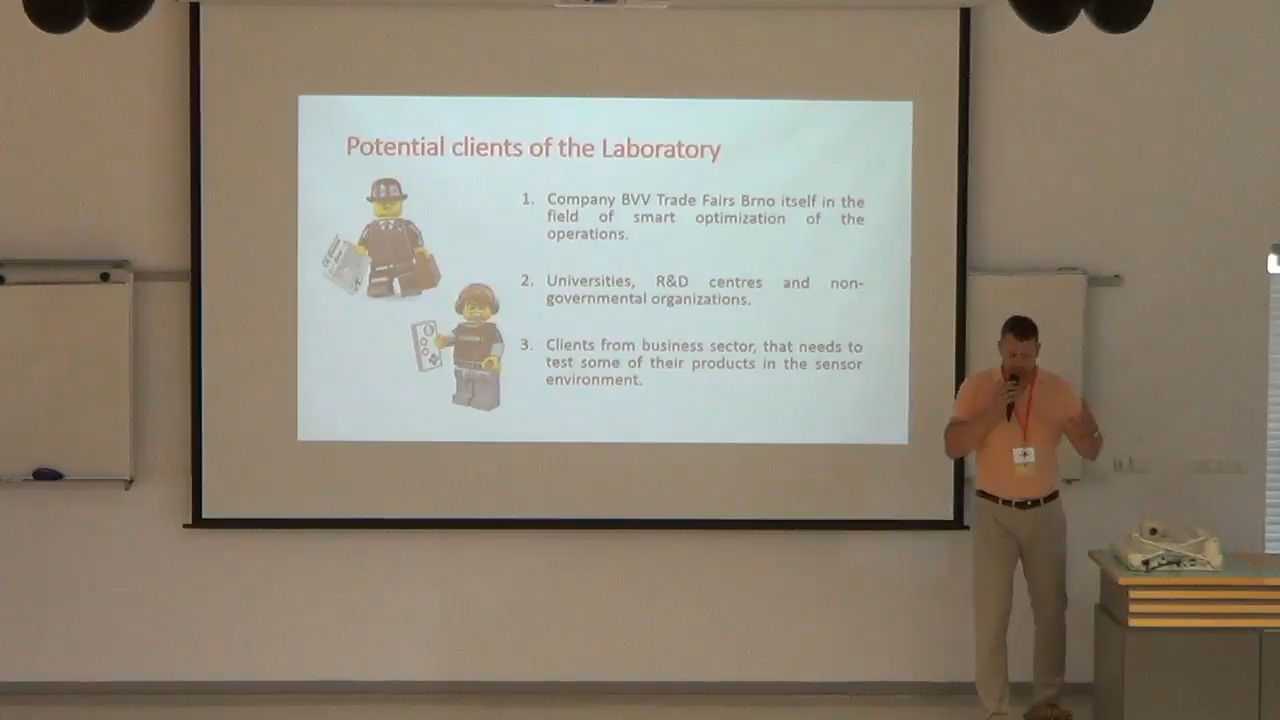 Potential clients of the Laboratory
1. Company BVV Trade Fairs Brno itself in the
field of smart optimization of the
operations.
2. Universities, R&D centres and non-
governmental organizations.
3. Clients from business sector, that needs to
test some of their products in the sensor
environment.